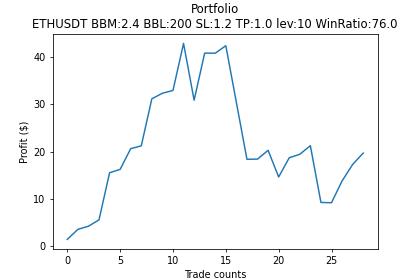 Portfolio
ETHUSDT BBM:2.4 BBL:200 SL:1.2 TP:1.0 lev:10 WinRatio:76.0
Profit ($)
40
30
20
10
0
0 5 10 15 20 25
Trade counts